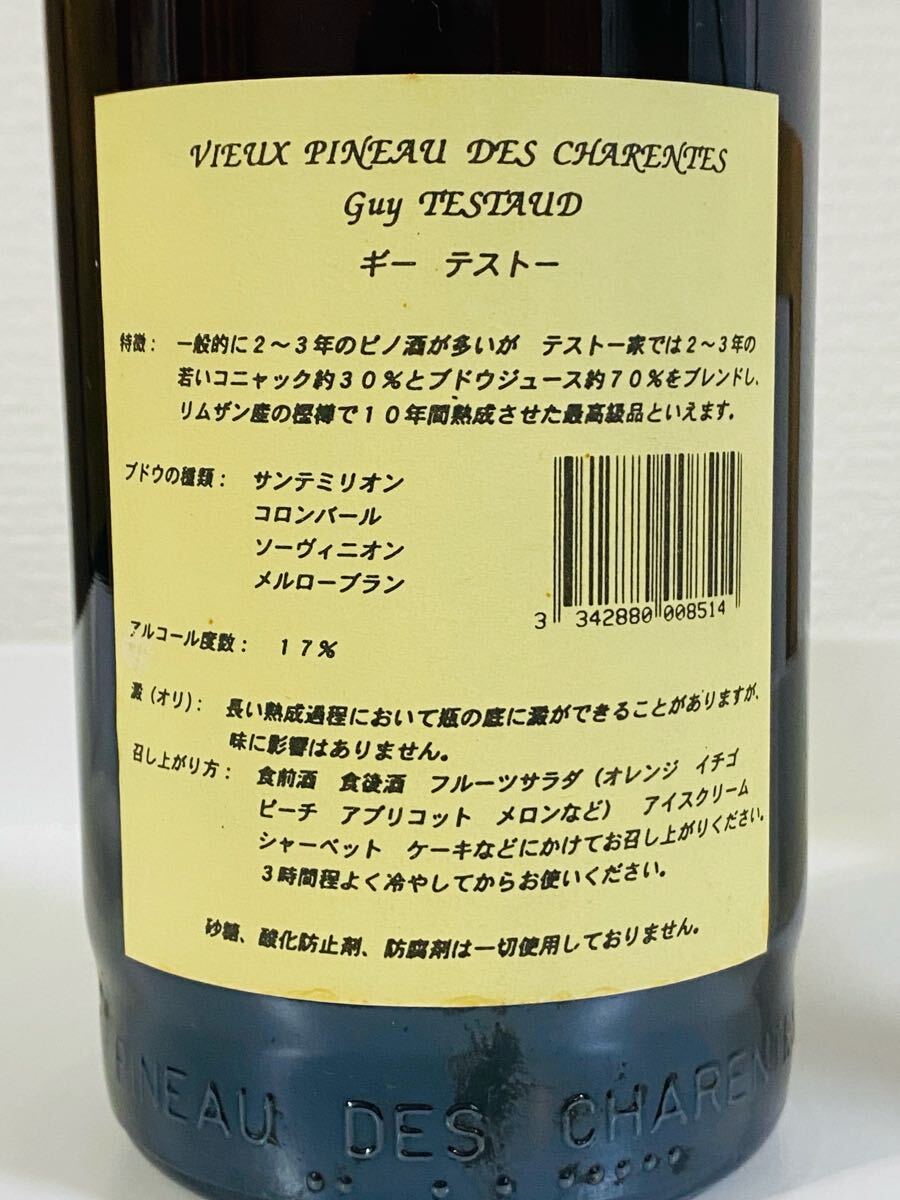 VIEUX PINEAU DES CHARENTES
Guy TESTAUD
ギー テストー
特徴： 一般的に２～３年のピノ酒が多いが テストー家では２～３年の
若いコニャック約３０％とブドウジュース約７０％をブレンドし、
リムザン産の樫樽で１０年間熟成させた最高級品といえます。
ブドウの種類： サンテミリオン
コロンバール
ソーヴィニオン
メルローブラン
3 342880 008514
アルコール度数： １７％
澱（オリ）： 長い熟成過程において瓶の底に澱ができることがありますが、
味に影響はありません。
召し上がり方： 食前酒 食後酒 フルーツサラダ（オレンジ イチゴ
ピーチ アプリコット メロンなど） アイスクリーム
シャーベット ケーキなどにかけてお召し上がりください。
３時間程よく冷やしてからお使いください。
砂糖、酸化防止剤、防腐剤は一切使用しておりません。
PINEAU DES CHAREN